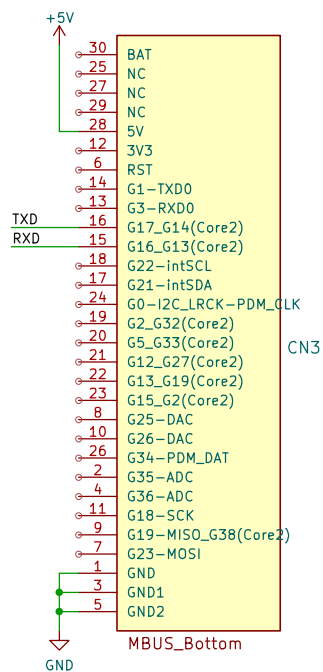 +5V
30 BAT
25 NC
27 NC
29 NC
28 5V
12 3V3
6 RST
14 G1-TXD0
13 G3-RXD0
TXD 16 G17_G14(Core2)
RXD 15 G16_G13(Core2)
18 G22-intSCL
17 G21-intSDA
24 G0-I2C_LRCK-PDM_CLK
19 G2_G32(Core2)
20 G5_G33(Core2)
21 G12_G27(Core2)
CN3
22 G13_G19(Core2)
23 G15_G2(Core2)
8 G25-DAC
10 G26-DAC
26 G34-PDM_DAT
2 G35-ADC
4 G36-ADC
11 G18-SCK
9 G19-MISO_G38(Core2)
7 G23-MOSI
1 GND
3 GND1
5 GND2
MBUS_Bottom
GND